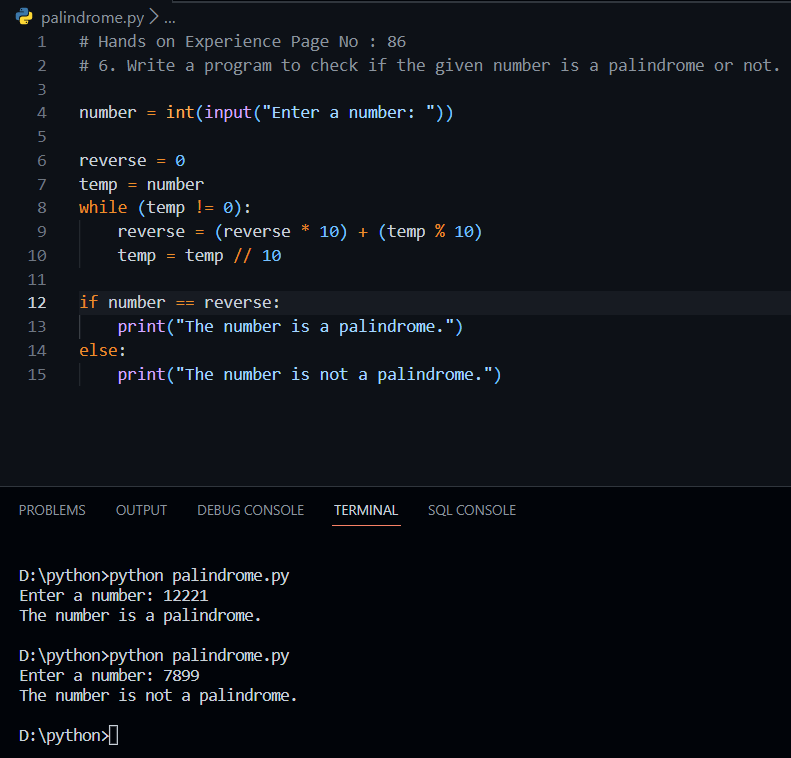 palindrome.py > ...
1 # Hands on Experience Page No : 86
2 # 6. Write a program to check if the given number is a palindrome or not.
3
4 number = int(input("Enter a number: "))
5
6 reverse = 0
7 temp = number
8 while (temp != 0):
9     reverse = (reverse * 10) + (temp % 10)
10     temp = temp // 10
11
12 if number == reverse:
13     print("The number is a palindrome.")
14 else:
15     print("The number is not a palindrome.")
PROBLEMS OUTPUT DEBUG CONSOLE TERMINAL SQL CONSOLE
D:\python>python palindrome.py
Enter a number: 12221
The number is a palindrome.
D:\python>python palindrome.py
Enter a number: 7899
The number is not a palindrome.
D:\python>